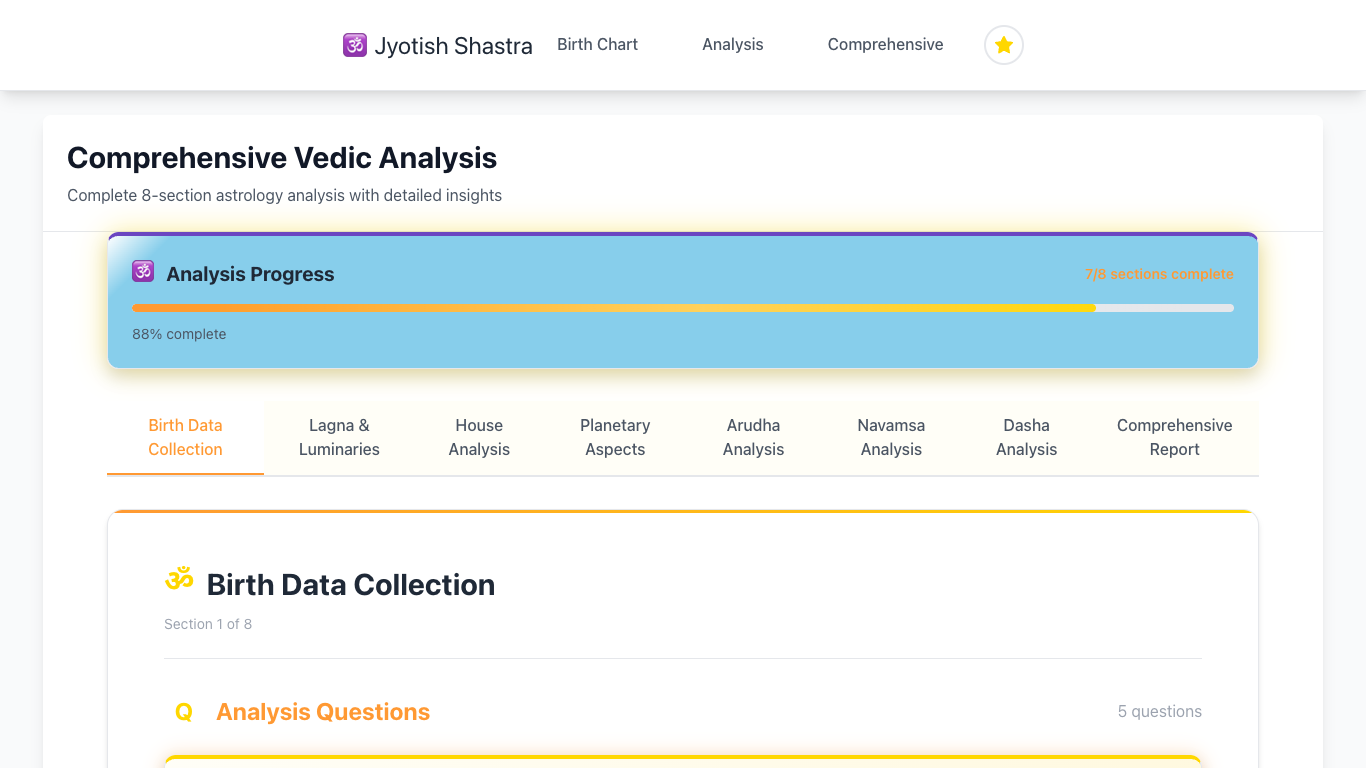 🕉 Jyotish Shastra Birth Chart Analysis Comprehensive
Comprehensive Vedic Analysis
Complete 8-section astrology analysis with detailed insights
🕉 Analysis Progress 7/8 sections complete
88% complete
Birth Data Collection
Lagna & Luminaries
House Analysis
Planetary Aspects
Arudha Analysis
Navamsa Analysis
Dasha Analysis
Comprehensive Report
ॐ Birth Data Collection
Section 1 of 8
Q Analysis Questions 5 questions